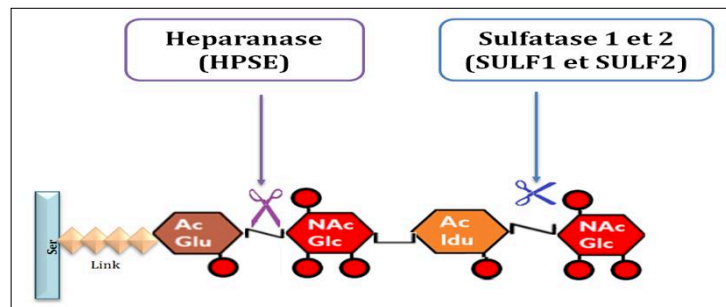 Heparanase
(HPSE)
Sulfatase 1 et 2
(SULF1 et SULF2)
Ser
Link
Ac
Glu
NAc
Glc
Ac
Idu
NAc
Glc